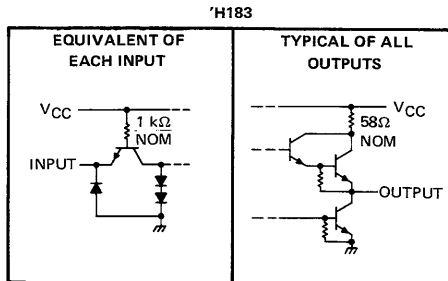 'H183
EQUIVALENT OF
EACH INPUT
VCC
1 kΩ
NOM
INPUT
TYPICAL OF ALL
OUTPUTS
VCC
58Ω
NOM
OUTPUT